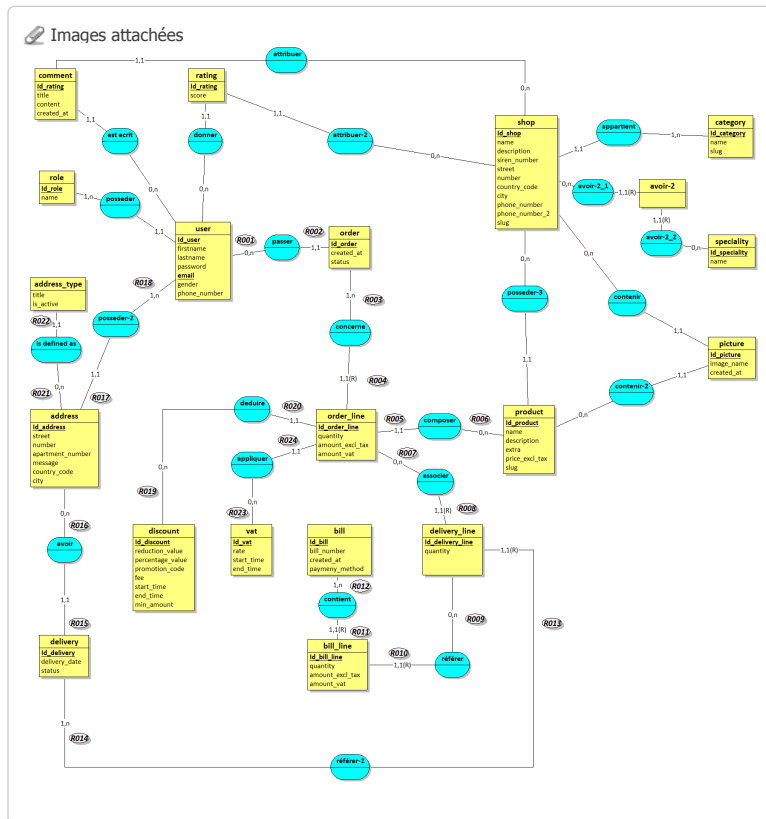 Images attachées
attribuer
1,1
0,n
comment
Id_rating
title
content
created_at
rating
Id_rating
score
1,1
1,1
1,1
est ecrit
donner
attribuer-2
0,n
0,n
0,n
shop
Id_shop
name
description
siren_number
street
number
country_code
city
phone_number
phone_number_2
slug
appartient
1,1
1,n
category
Id_category
name
slug
0,n
avoir-2_1
1,1(R)
avoir-2
1,1(R)
avoir-2_2
0,n
speciality
Id_speciality
name
role
Id_role
name
1,n
posseder
1,1
user
Id_user
firstname
lastname
password
email
gender
phone_number
R001
0,n
passer
R002
1,1
order
Id_order
created_at
status
R018
1,n
posseder-2
1,1
R017
address_type
title
is_active
R022
1,1
is defined as
R021
0,n
1,n
R003
concerne
R004
1,1(R)
0,n
posseder-3
1,1
0,n
contenir
1,1
picture
Id_picture
image_name
created_at
1,1
contenir-2
0,n
address
Id_address
street
number
apartment_number
message
country_code
city
deduire
R020
1,1
0,n
R019
order_line
Id_order_line
quantity
amount_excl_tax
amount_vat
R005
1,1
composer
R006
0,n
product
Id_product
name
description
extra
price_excl_tax
slug
R024
1,1
appliquer
0,n
R023
R007
0,n
associer
1,1(R)
R008
0,n
R016
avoir
1,1
R015
discount
Id_discount
reduction_value
percentage_value
promotion_code
fee
start_time
end_time
min_amount
vat
Id_vat
rate
start_time
end_time
bill
Id_bill
bill_number
created_at
paymeny_method
delivery_line
Id_delivery_line
quantity
1,1(R)
R013
1,n
R012
contient
1,1(R)
R011
0,n
R009
référer
R010
1,1(R)
bill_line
Id_bill_line
quantity
amount_excl_tax
amount_vat
delivery
Id_delivery
delivery_date
status
1,n
R014
référer-2